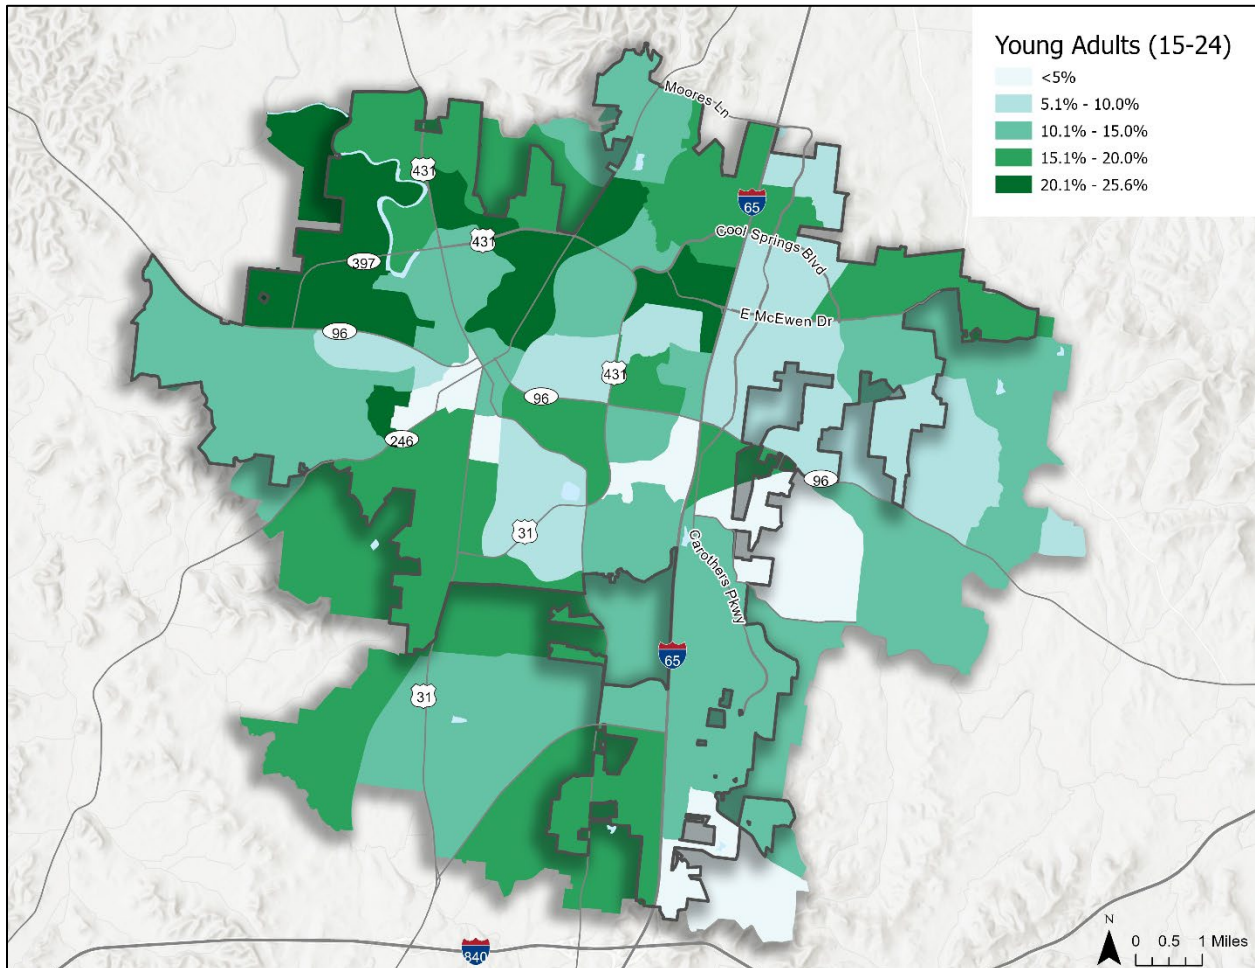 Young Adults (15-24)
<5%
5.1% - 10.0%
10.1% - 15.0%
15.1% - 20.0%
20.1% - 25.6%
Moores Ln
431
65
431
Cool Springs Blvd
397
E McEwen Dr
96
431
96
246
96
31
Carothers Pkwy
65
31
N
0 0.5 1 Miles
840